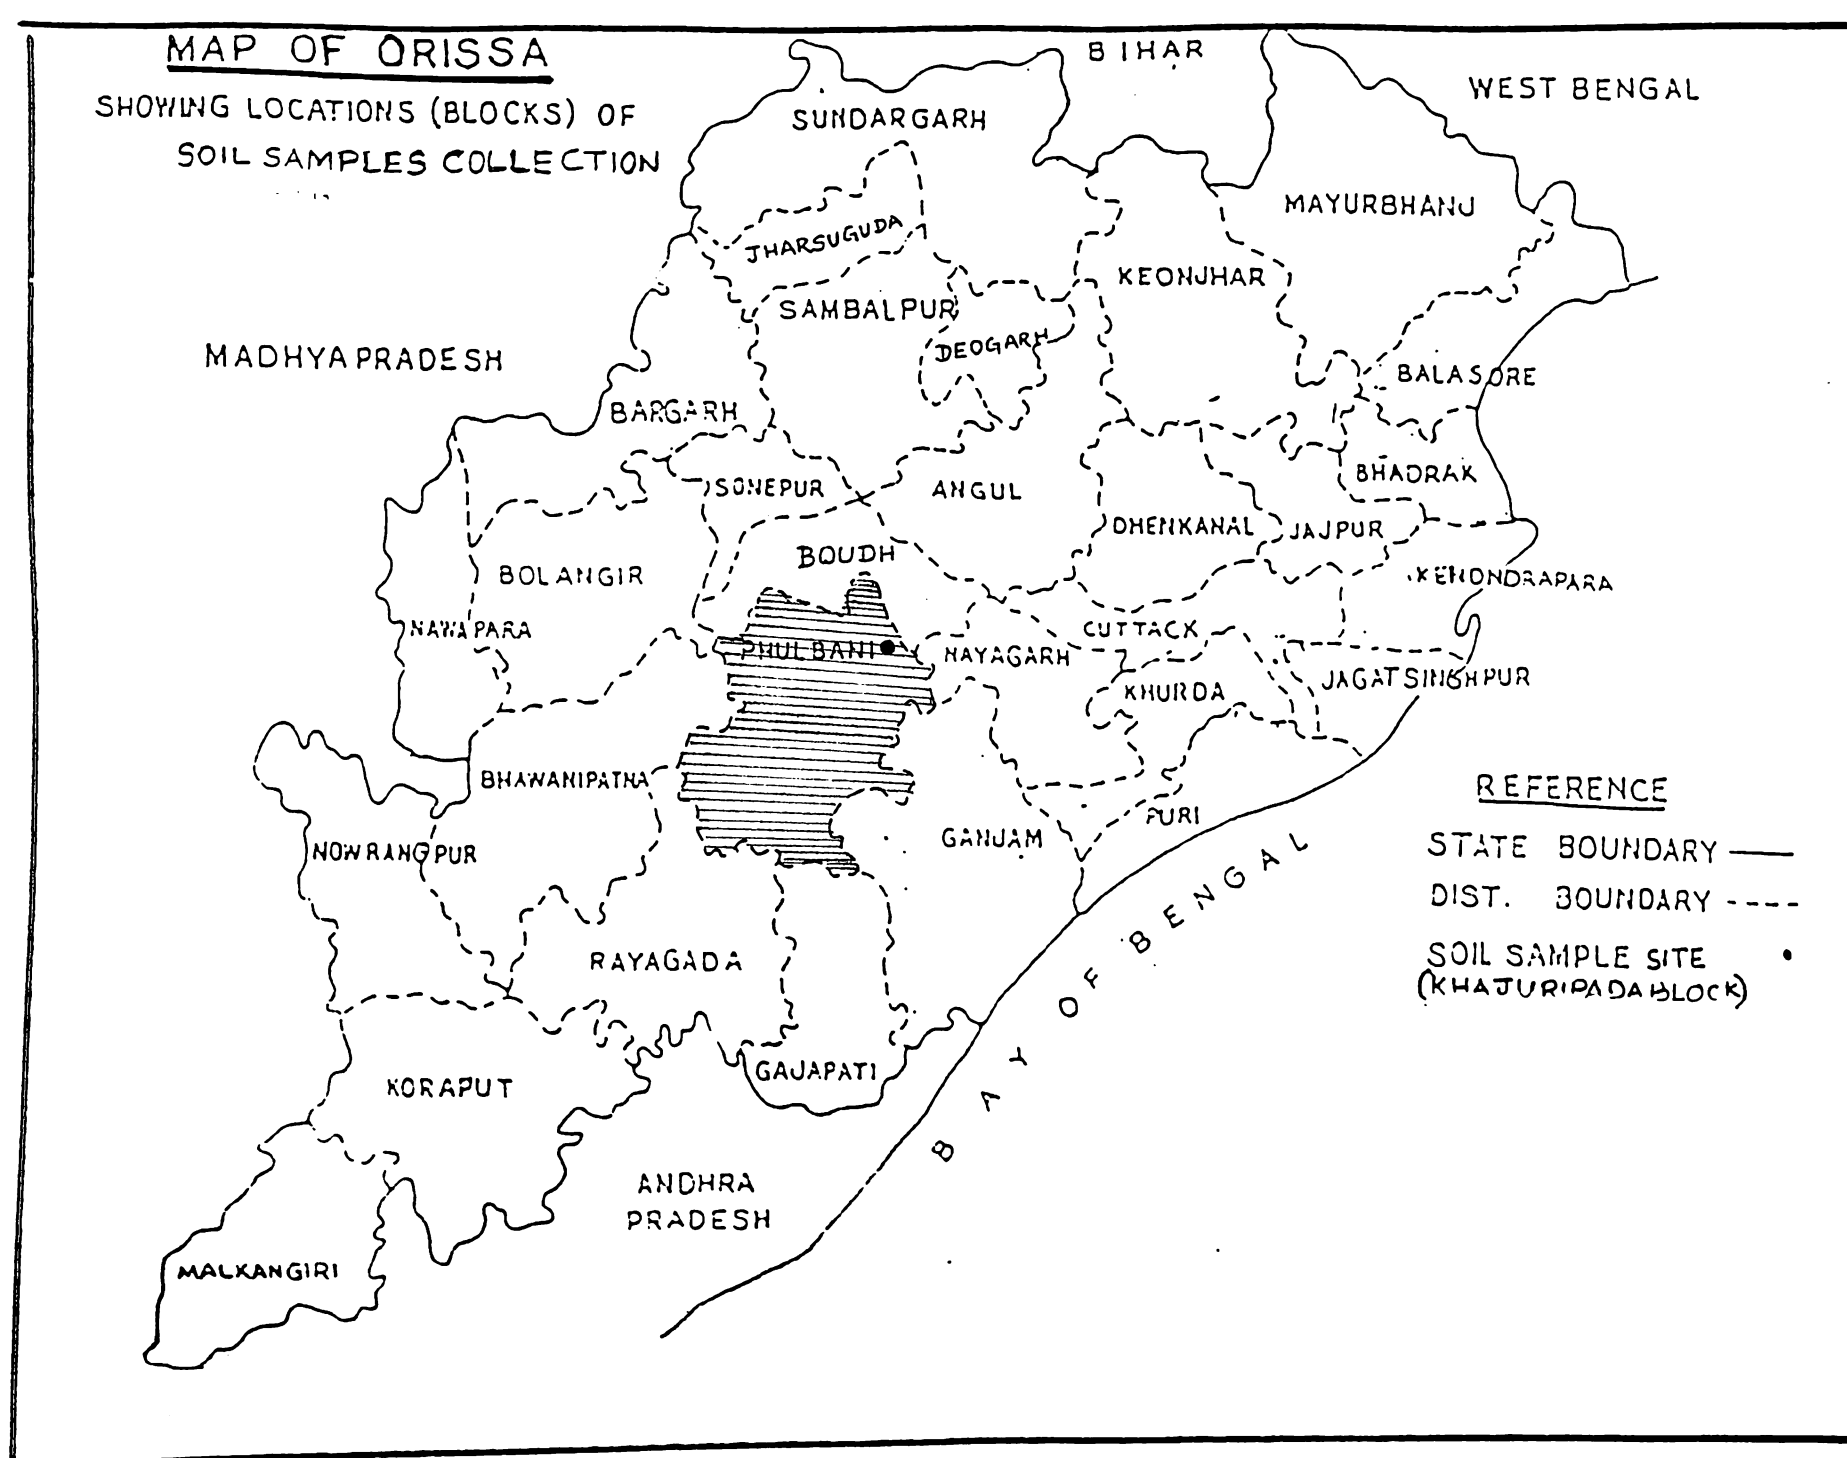 MAP OF ORISSA
SHOWING LOCATIONS (BLOCKS) OF
SOIL SAMPLES COLLECTION
BIHAR
WEST BENGAL
SUNDARGARH
MAYURBHANJ
JHARSUGUDA
KEONJHAR
SAMBALPUR
DEOGARH
MADHYAPRADESH
BALASORE
BARGARH
BHADRAK
SONEPUR
ANGUL
DHENKANAL
JAJPUR
BOUDH
BOLANGIR
KENONDRAPARA
NAWAPARA
CUTTACK
PHULBANI
NAYAGARH
JAGATSINGHPUR
KHURDA
BHAWANIPATNA
REFERENCE
PURI
GANJAM
STATE BOUNDARY
NOWRANGPUR
DIST. BOUNDARY
BAY OF BENGAL
SOIL SAMPLE SITE
(KHAJURIPADA BLOCK)
RAYAGADA
GAJAPATI
KORAPUT
ANDHRA
PRADESH
MALKANGIRI